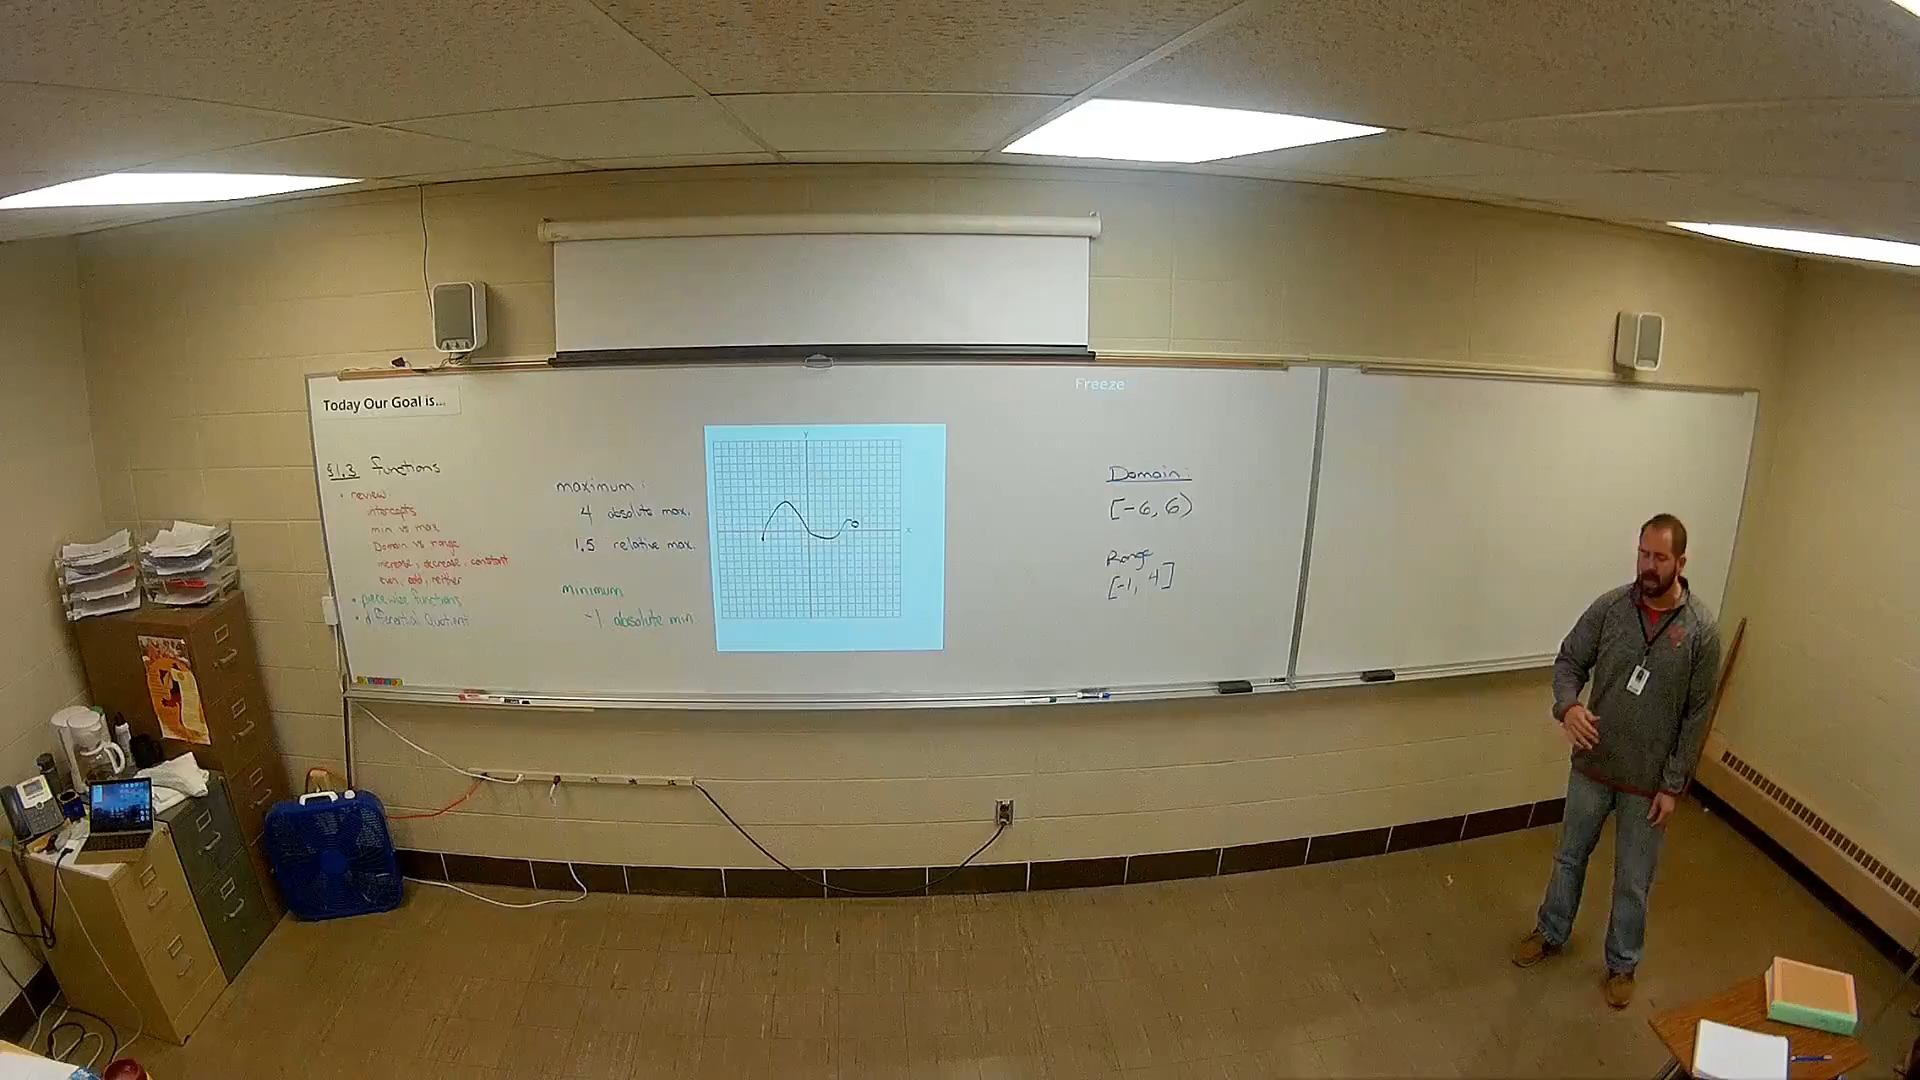 Freeze
Today Our Goal is...
§1.3 functions
• review
intercepts
min vs max
Domain vs range
increase, decrease, constant
even, odd, neither
• piecewise functions
• differential Quotient
maximum:
4 absolute max.
1.5 relative max.
minimum
-1 absolute min
y
x
Domain:
[-6, 6)
Range
[-1, 4]